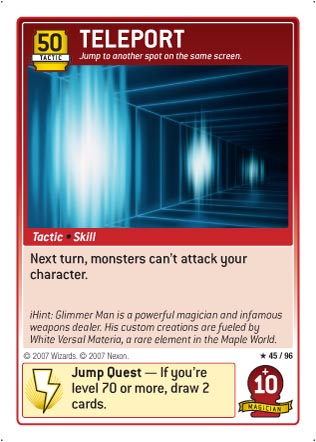 50
TACTIC
TELEPORT
Jump to another spot on the same screen.
Tactic • Skill
Next turn, monsters can't attack your
character.
iHint: Glimmer Man is a powerful magician and infamous
weapons dealer. His custom creations are fueled by
White Versal Materia, a rare element in the Maple World.
© 2007 Wizards. © 2007 Nexon.
★ 45 / 96
Jump Quest — If you're
level 70 or more, draw 2
cards.
+
10
MAGICIAN